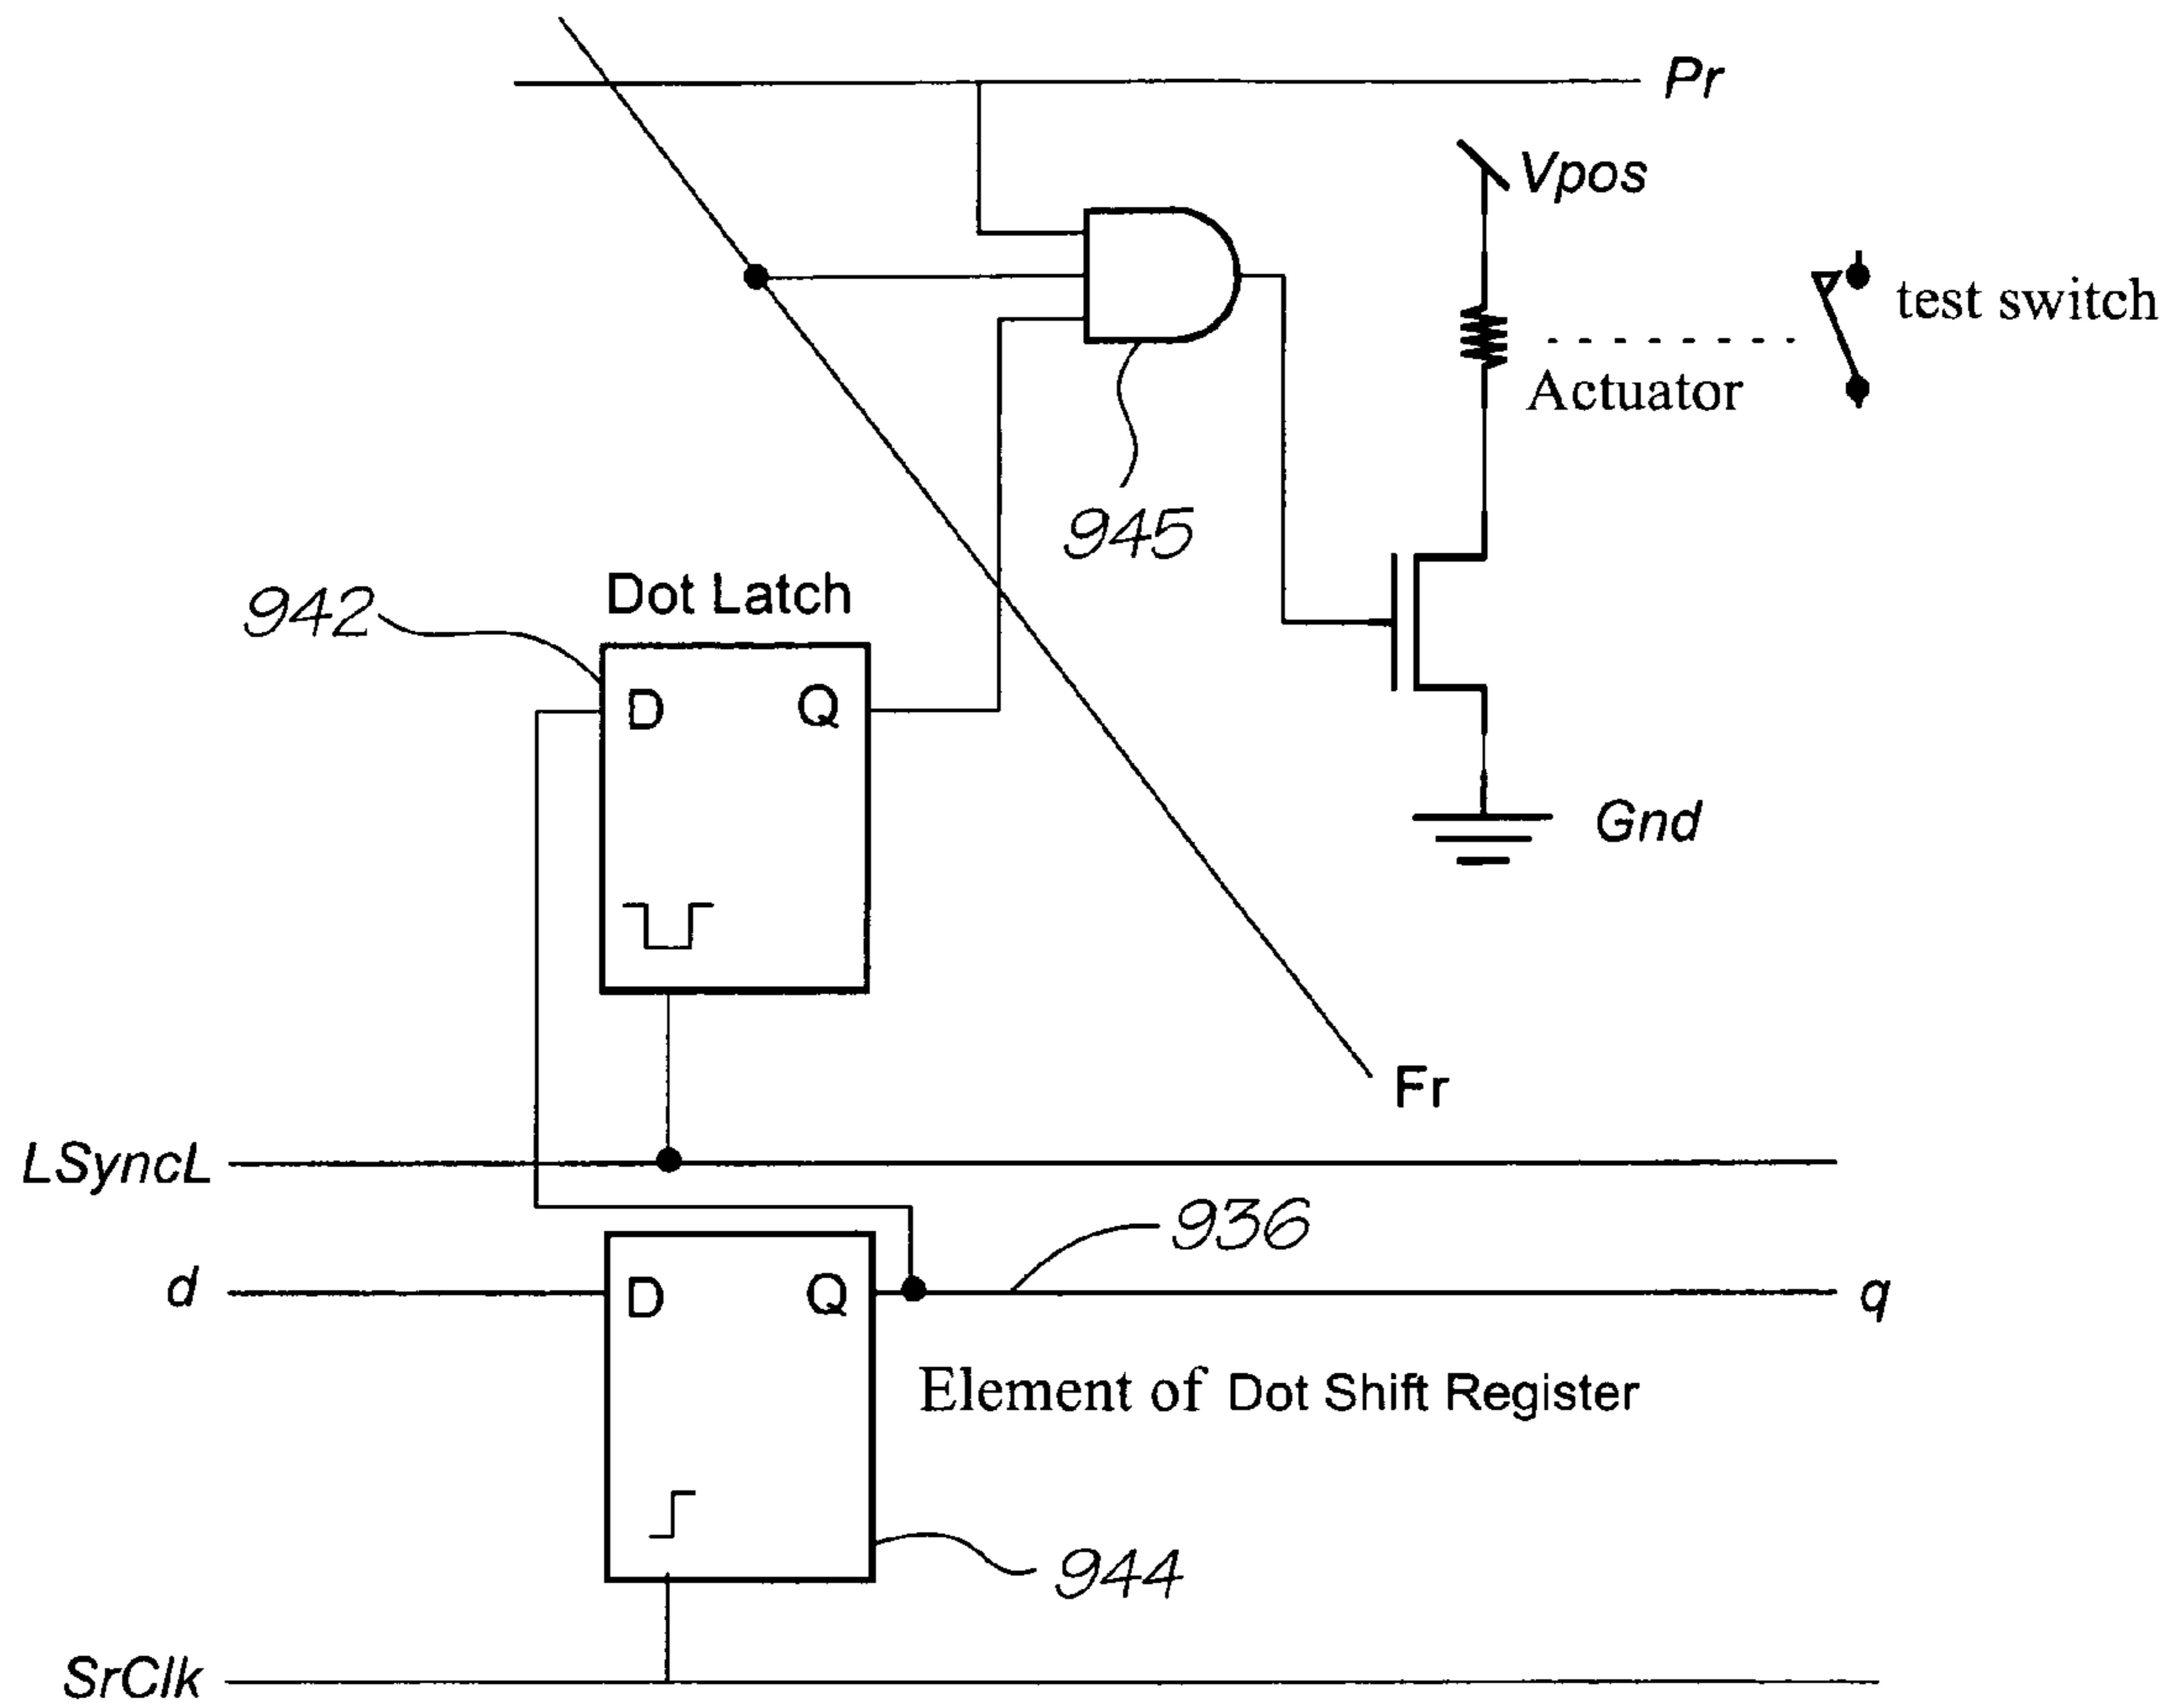 Pr
Vpos
test switch
Actuator
945
Dot Latch
942
D Q
Gnd
Fr
LSyncL
936
d
D Q
q
Element of Dot Shift Register
944
SrClk